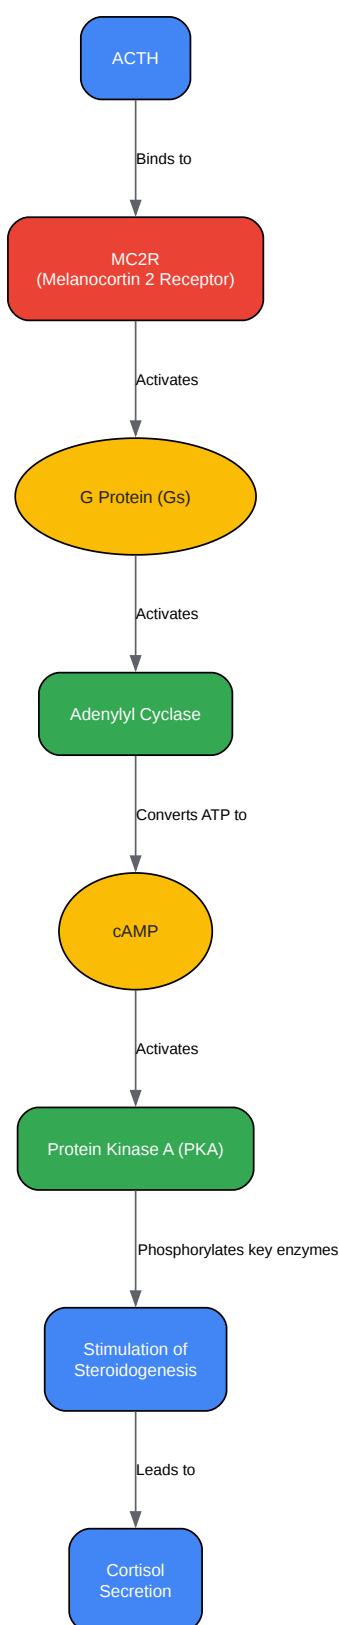 ACTH
Binds to
MC2R
(Melanocortin 2 Receptor)
Activates
G Protein (Gs)
Activates
Adenylyl Cyclase
Converts ATP to
cAMP
Activates
Protein Kinase A (PKA)
Phosphorylates key enzymes
Stimulation of
Steroidogenesis
Leads to
Cortisol
Secretion